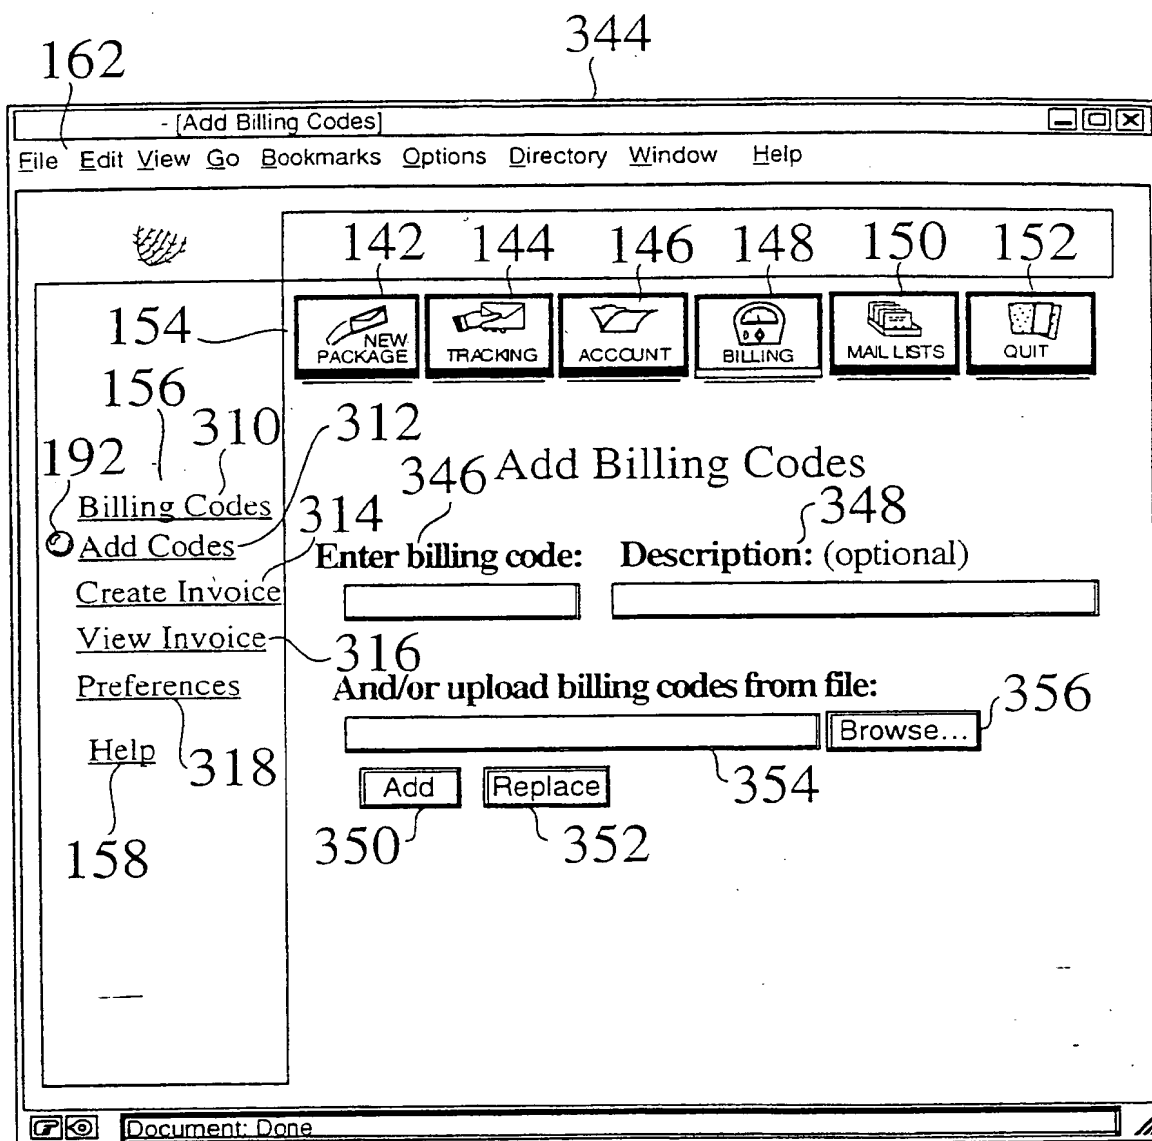 344
162
- [Add Billing Codes]
File Edit View Go Bookmarks Options Directory Window Help
142 144 146 148 150 152
154
NEW PACKAGE TRACKING ACCOUNT BILLING MAIL LISTS QUIT
156
310 312
192
346 Add Billing Codes
348
Billing Codes
314
Add Codes
Enter billing code: Description: (optional)
Create Invoice
View Invoice
316
Preferences
And/or upload billing codes from file:
356
Browse...
Help
318
354
Add Replace
350 352
158
Document: Done